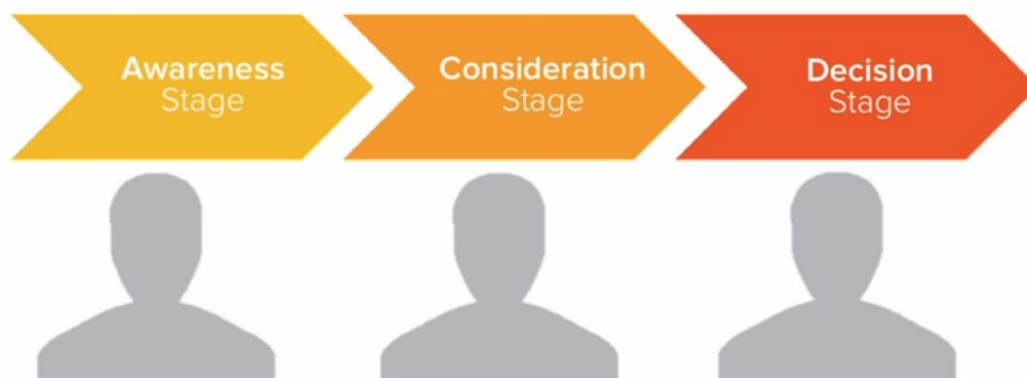 Awareness
Stage
Consideration
Stage
Decision
Stage